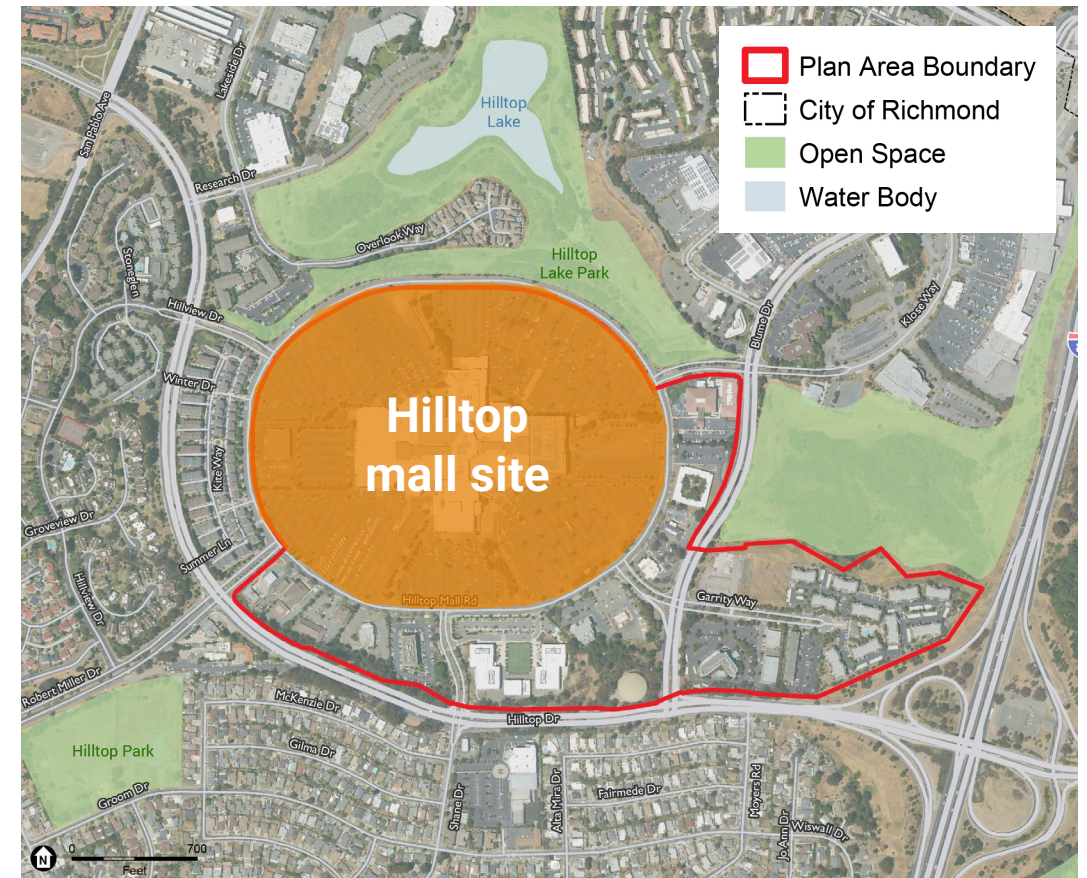 Plan Area Boundary
City of Richmond
Open Space
Water Body
San Pablo Ave
Lakeside Dr
Hilltop
Lake
Research Dr
Overlook Way
Hilltop
Lake Park
Stonegen
Hillview Dr
Blume Dr
Klose Way
Winter Dr
Hilltop
mall site
Kite Way
Groveview Dr
Summer Ln
Hillview Dr
Hilltop Mall Rd
Garrity Way
Robert Miller Dr
McKenzie Dr
Hilltop Dr
Hilltop Park
Gilma Dr
Groom Dr
Shane Dr
Alta Mira Dr
Fairmede Dr
Moyers Rd
Jo Ann Dr
Wiswall Dr
N
0 700
Feet